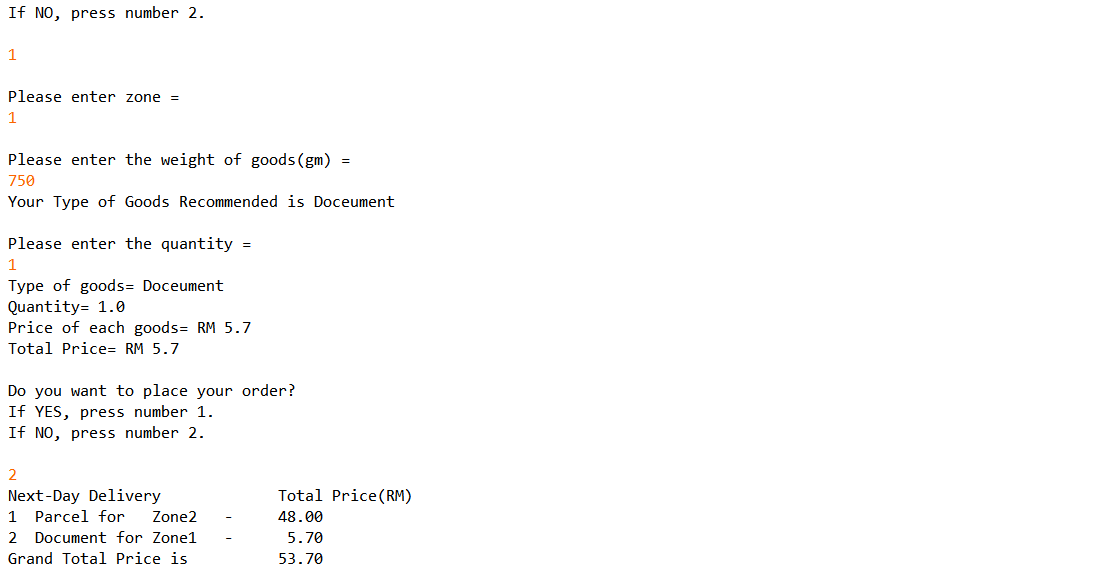 If NO, press number 2.
1
Please enter zone =
1
Please enter the weight of goods(gm) =
750
Your Type of Goods Recommended is Doceument
Please enter the quantity =
1
Type of goods= Doceument
Quantity= 1.0
Price of each goods= RM 5.7
Total Price= RM 5.7
Do you want to place your order?
If YES, press number 1.
If NO, press number 2.
2
Next-Day Delivery             Total Price(RM)
1  Parcel for   Zone2   -     48.00
2  Document for Zone1   -      5.70
Grand Total Price is          53.70